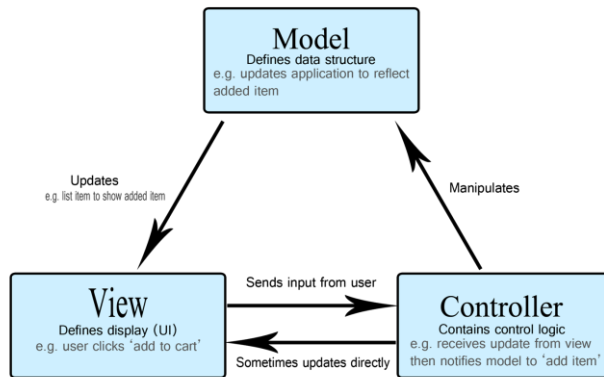 Model
Defines data structure
e.g. updates application to reflect
added item
Updates
e.g. list item to show added item
Manipulates
View
Defines display (UI)
e.g. user clicks ‘add to cart’
Sends input from user
Sometimes updates directly
Controller
Contains control logic
e.g. receives update from view
then notifies model to ‘add item’